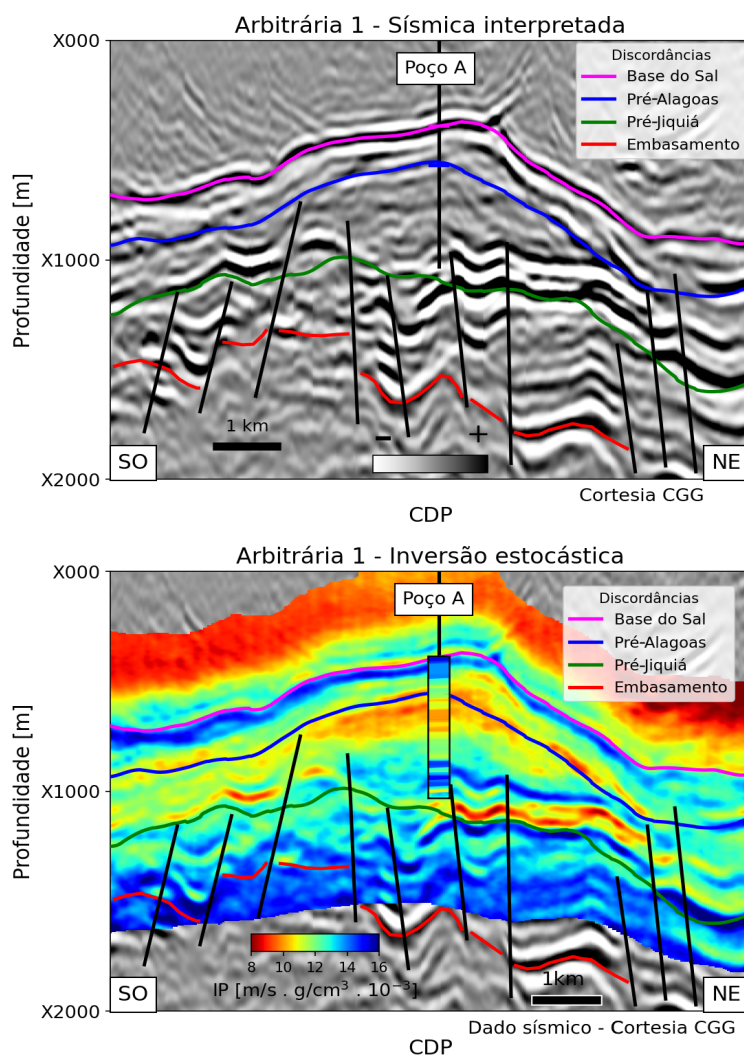 Arbitrária 1 - Sísmica interpretada
X000
Poço A
Discordâncias
Base do Sal
Pré-Alagoas
Pré-Jiquiá
Embasamento
Profundidade [m]
X1000
1 km
- +
X2000
SO
NE
Cortesia CGG
CDP
Arbitrária 1 - Inversão estocástica
X000
Poço A
Discordâncias
Base do Sal
Pré-Alagoas
Pré-Jiquiá
Embasamento
Profundidade [m]
X1000
8 10 12 14 16
IP [m/s . g/cm³ . 10⁻³]
1km
SO
NE
X2000
Dado sísmico - Cortesia CGG
CDP